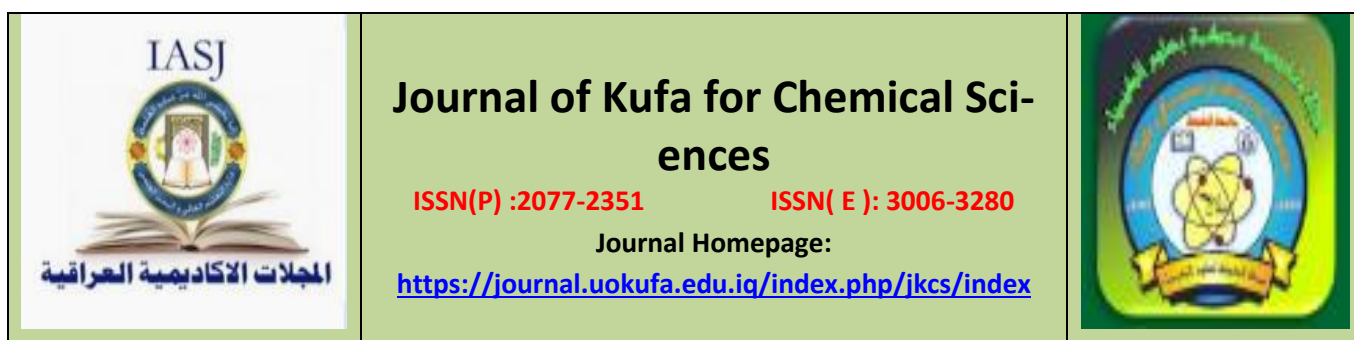 IASJ
المجلات الاكاديمية العراقية
Journal of Kufa for Chemical Sci-
ences
ISSN(P) :2077-2351 ISSN( E ): 3006-3280
Journal Homepage:
https://journal.uokufa.edu.iq/index.php/jkcs/index